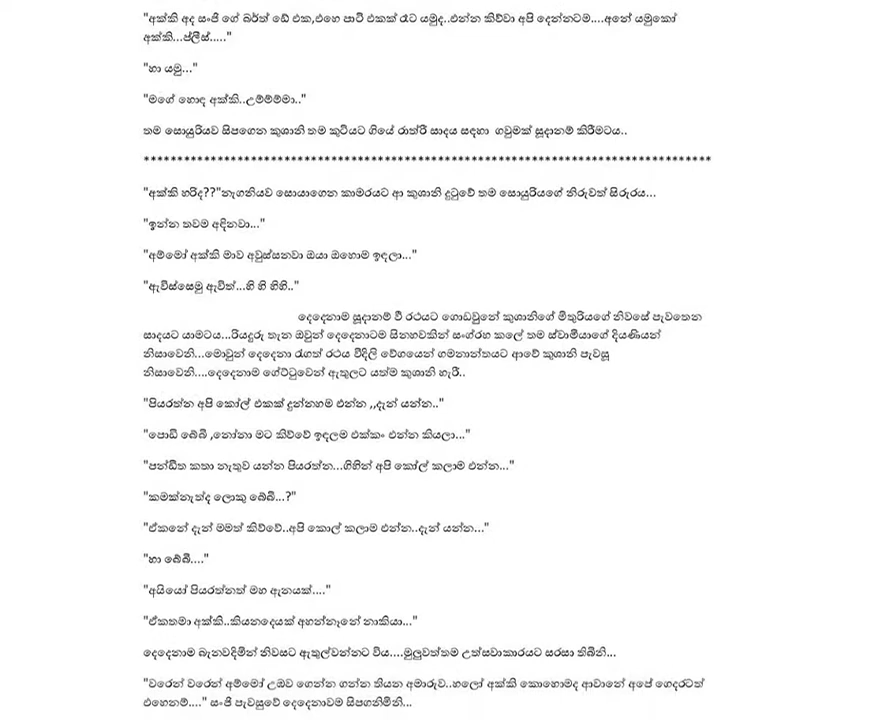 "අක්කි අද සංජි ගේ බර්ත් ඩේ එක,එහෙ පාටි එකක් රෑට යමුද..එන්න කිව්වා අපි දෙන්නටම....අනේ යමුකෝ
අක්කි...ප්ලීස්....."
"හා යමු..."
"මගේ හොඳ අක්කි..උම්ම්ම්මා.."
තම සොයුරියව සිපගෙන කුශානි තම කුටියට ගියේ රාත්‍රී සාදය සඳහා ගවුමක් සූදානම් කිරීමටය..
*************************************************************************************
"අක්කි හරිද??"නැගනියව සොයාගෙන කාමරයට ආ කුශානි දුටුවේ තම සොයුරියගේ නිරුවත් සිරුරය...
"ඉන්න තවම අඳිනවා..."
"අම්මෝ අක්කි මාව අවුස්සනවා ඔයා ඔහොම ඉඳලා..."
"ඇවිස්සෙමු ඇවිත්...හි හි හිහි.."
දෙදෙනාම සූදානම් වී රථයට ගොඩවුනේ කුශානිගේ මිතුරියගේ නිවසේ පැවතෙන
සාදයට යාමටය...රියදුරු තැන ඔවුන් දෙදෙනාටම සිනහවකින් සංග්රහ කලේ තම ස්වාමියාගේ දියණියන්
නිසාවෙනි...මොවුන් දෙදෙනා රැගත් රථය වීදිලි වේගයෙන් ගමනාන්තයට ආවේ කුශානි පැවසූ
නිසාවෙනි....දෙදෙනාම ගේට්ටුවෙන් ඇතුලට යත්ම කුශානි හැරී..
"පියරත්න අපි කෝල් එකක් දුන්නහම එන්න ,,දැන් යන්න.."
"පොඩි බේබි ,නෝනා මට කිව්වේ ඉඳලම එක්කං එන්න කියලා..."
"පන්ඩිත කතා නැතුව යන්න පියරත්න...ගිහින් අපි කෝල් කලාම එන්න..."
"කමක්නැත්ද ලොකු බේබි...?"
"ඒකනේ දැන් මමත් කිව්වේ..අපි කොල් කලාම එන්න..දැන් යන්න..."
"හා බේබි...."
"අයියෝ පියරත්නත් මහ ඇනයක්...."
"ඒකතමා අක්කි..කියනදෙයක් අහන්නෑනේ නාකියා..."
දෙදෙනාම බැනවදිමින් නිවසට ඇතුල්වන්නට විය....මුලුවත්තම උත්සවාකාරයට සරසා තිබිනි...
"වරෙන් වරෙන් අම්මෝ උඹව ගෙන්න ගන්න තියන අමාරුව..හලෝ අක්කි කොහොමද ආවානේ අපේ ගෙදරටත්
එහෙනම්...." සංජි පැවසුවේ දෙදෙනාවම සිපගනිමිනි...